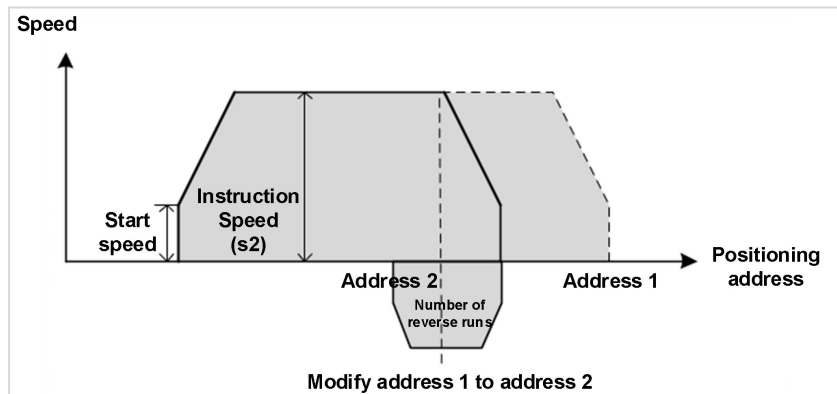 Speed
Instruction
Speed
(s2)
Start
speed
Positioning
address
Address 2
Address 1
Number of
reverse runs
Modify address 1 to address 2